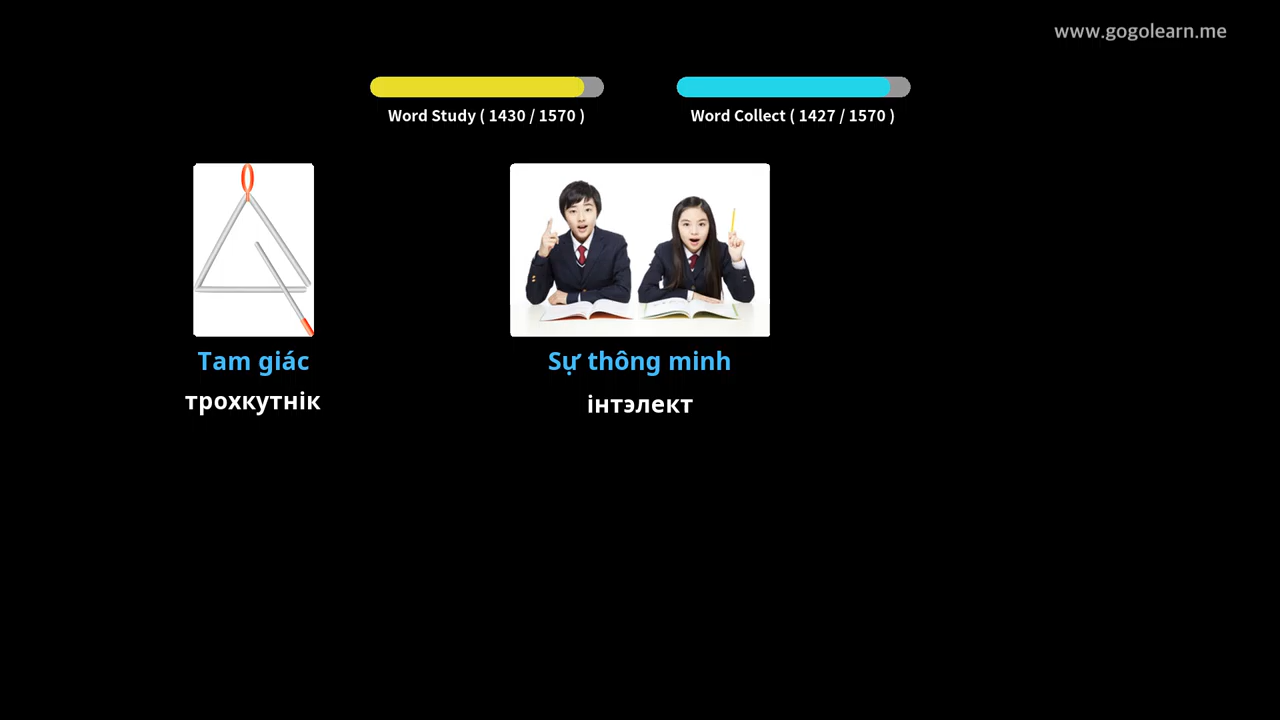 www.gogolearn.me
Word Study ( 1430 / 1570 )
Word Collect ( 1427 / 1570 )
Tam giác
трохкутнік
Sự thông minh
інтэлект